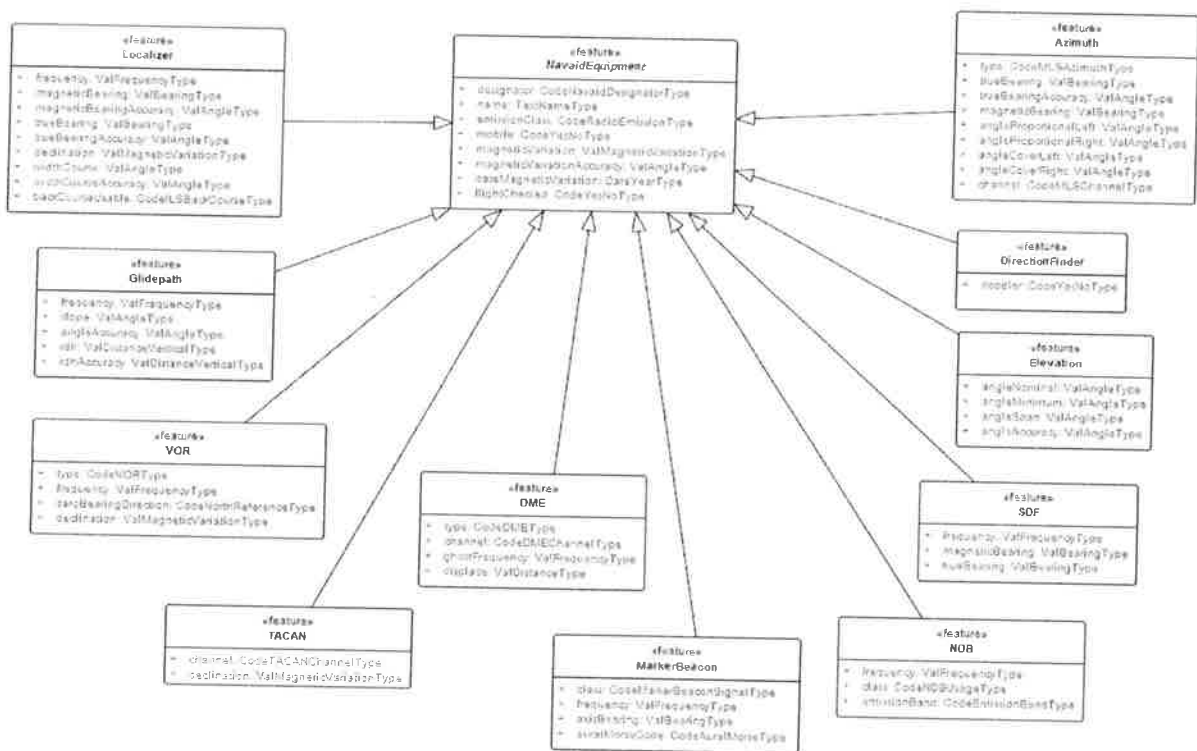 «feature»
Localizer
frequency: ValFrequencyType
magneticBearing: ValBearingType
magneticBearingAccuracy: ValAngleType
trueBearing: ValBearingType
trueBearingAccuracy: ValAngleType
declination: ValMagneticVariationType
widthCourse: ValAngleType
widthCourseAccuracy: ValAngleType
backCourseUsable: CodeILSBackCourseType
«feature»
NavaidEquipment
designator: CodeNavaidDesignatorType
name: TextNameType
emissionClass: CodeRadioEmissionType
mobile: CodeYesNoType
magneticVariation: ValMagneticVariationType
magneticVariationAccuracy: ValAngleType
dateMagneticVariation: DateYearType
flightChecked: CodeYesNoType
«feature»
Azimuth
type: CodeMLSAzimuthType
trueBearing: ValBearingType
trueBearingAccuracy: ValAngleType
magneticBearing: ValBearingType
angleProportionalLeft: ValAngleType
angleProportionalRight: ValAngleType
angleCoverLeft: ValAngleType
angleCoverRight: ValAngleType
channel: CodeMLSChannelType
«feature»
Glidepath
frequency: ValFrequencyType
slope: ValAngleType
angleAccuracy: ValAngleType
rdh: ValDistanceVerticalType
rdhAccuracy: ValDistanceVerticalType
«feature»
DirectionFinder
doppler: CodeYesNoType
«feature»
Elevation
angleNominal: ValAngleType
angleMinimum: ValAngleType
angleSpan: ValAngleType
angleAccuracy: ValAngleType
«feature»
VOR
type: CodeVORType
frequency: ValFrequencyType
zeroBearingDirection: CodeNorthReferenceType
declination: ValMagneticVariationType
«feature»
DME
type: CodeDMEType
channel: CodeDMEChannelType
ghostFrequency: ValFrequencyType
displace: ValDistanceType
«feature»
SDF
frequency: ValFrequencyType
magneticBearing: ValBearingType
trueBearing: ValBearingType
«feature»
TACAN
channel: CodeTACANChannelType
declination: ValMagneticVariationType
«feature»
MarkerBeacon
class: CodeMarkerBeaconSignalType
frequency: ValFrequencyType
axisBearing: ValBearingType
auralMorseCode: CodeAuralMorseType
«feature»
NDB
frequency: ValFrequencyType
class: CodeNDBUsageType
emissionBand: CodeEmissionBandType